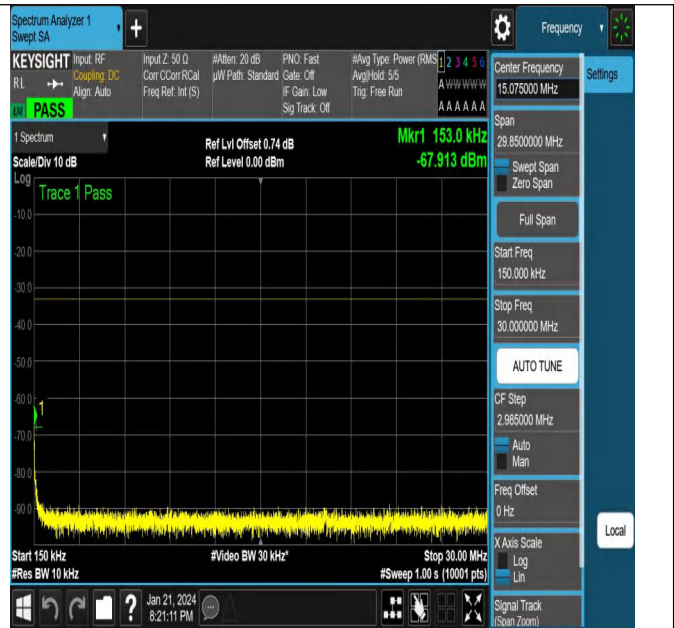 Spectrum Analyzer 1
Swept SA
+
Frequency
KEYSIGHT
RL
LXI
PASS
Input: RF
Coupling: DC
Align: Auto
Input Z: 50 Ω
Corr CCorr RCal
Freq Ref: Int (S)
#Atten: 20 dB
µW Path: Standard
PNO: Fast
Gate: Off
IF Gain: Low
Sig Track: Off
#Avg Type: Power (RMS
Avg|Hold: 5/5
Trig: Free Run
1 2 3 4 5 6
A W W W W W
A A A A A A
1 Spectrum
Scale/Div 10 dB
Log
Ref Lvl Offset 0.74 dB
Ref Level 0.00 dBm
Mkr1 153.0 kHz
-67.913 dBm
Trace 1 Pass
-10.0
-20.0
-30.0
-40.0
-50.0
-60.0
1
-70.0
-80.0
-90.0
Start 150 kHz
#Video BW 30 kHz*
Stop 30.00 MHz
#Res BW 10 kHz
#Sweep 1.00 s (10001 pts)
Jan 21, 2024
8:21:11 PM
Center Frequency
15.075000 MHz
Settings
Span
29.8500000 MHz
Swept Span
Zero Span
Full Span
Start Freq
150.000 kHz
Stop Freq
30.000000 MHz
AUTO TUNE
CF Step
2.985000 MHz
Auto
Man
Freq Offset
0 Hz
Local
X Axis Scale
Log
Lin
Signal Track
(Span Zoom)